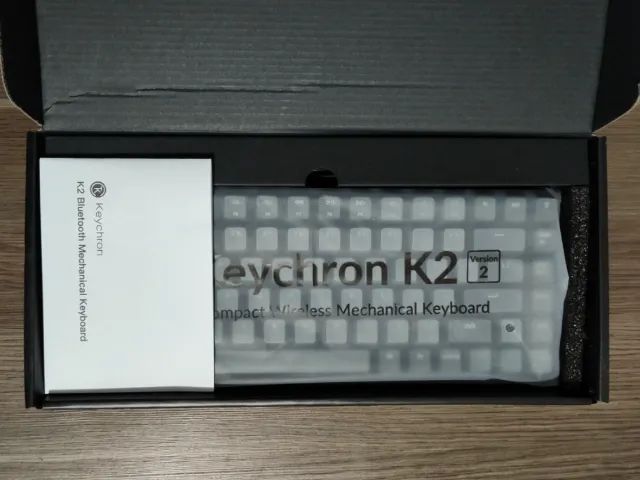 Keychron
K2 Bluetooth Mechanical Keyboard
Keychron K2
Version
2
Compact Wireless Mechanical Keyboard